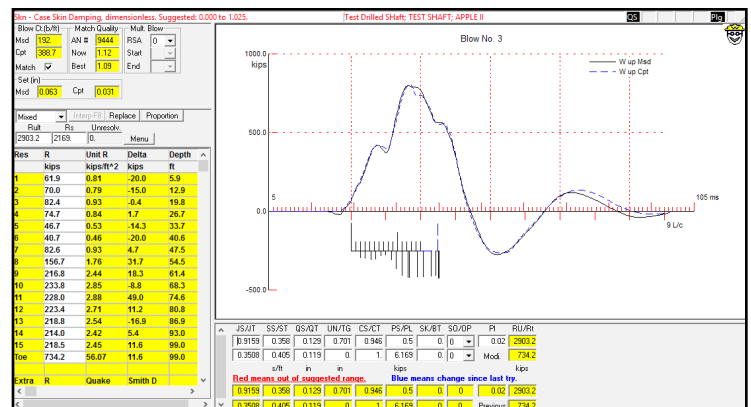 Skn - Case Skin Damping, dimensionless. Suggested: 0.000 to 1.025. Test Drilled SHaft; TEST SHAFT; APPLE II QS Plg
Blow Ct.(b/ft) Match Quality Mult. Blow
Msd 192. AN # 9444 RSA 0
Cpt 388.7 Now 1.12 Start
Match Best 1.09 End
Set (in)
Msd 0.063 Cpt 0.031
Mixed Interp-F8 Replace Proportion
Rult Rs Unresolv.
2903.2 2169. 0. Menu
Res R Unit R Delta Depth
kips kips/ft^2 kips ft
1 61.9 0.81 -20.0 5.9
2 70.0 0.79 -15.0 12.9
3 82.4 0.93 -0.4 19.8
4 74.7 0.84 1.7 26.7
5 46.7 0.53 -14.3 33.7
6 40.7 0.46 -20.0 40.6
7 82.6 0.93 4.7 47.5
8 156.7 1.76 31.7 54.5
9 216.8 2.44 18.3 61.4
10 233.8 2.85 -8.8 68.3
11 228.0 2.88 49.0 74.6
12 223.4 2.71 11.2 80.8
13 218.8 2.54 -16.9 86.9
14 214.0 2.42 5.4 93.0
15 218.5 2.45 11.6 99.0
Toe 734.2 56.07 11.6 99.0
Extra R Quake Smith D
Blow No. 3
1000.0
kips
W up Msd
W up Cpt
500.0
5
105 ms
0.0
9 L/c
-500.0
JS/JT SS/ST QS/QT UN/TG CS/CT PS/PL SK/BT SO/OP PI RU/Rt
0.9159 0.358 0.129 0.701 0.946 0.5 0. 0 0.02 2903.2
0.3508 0.405 0.119 0. 1. 6.169 0. 0 Modi. 734.2
s/ft in in kips kips
Red means out of suggested range. Blue means change since last try.
0.9159 0.358 0.129 0.701 0.946 0.5 0. 0 0.02 2903.2
0.3508 0.405 0.119 0. 1. 6.169 0. 0 Previous 734.2